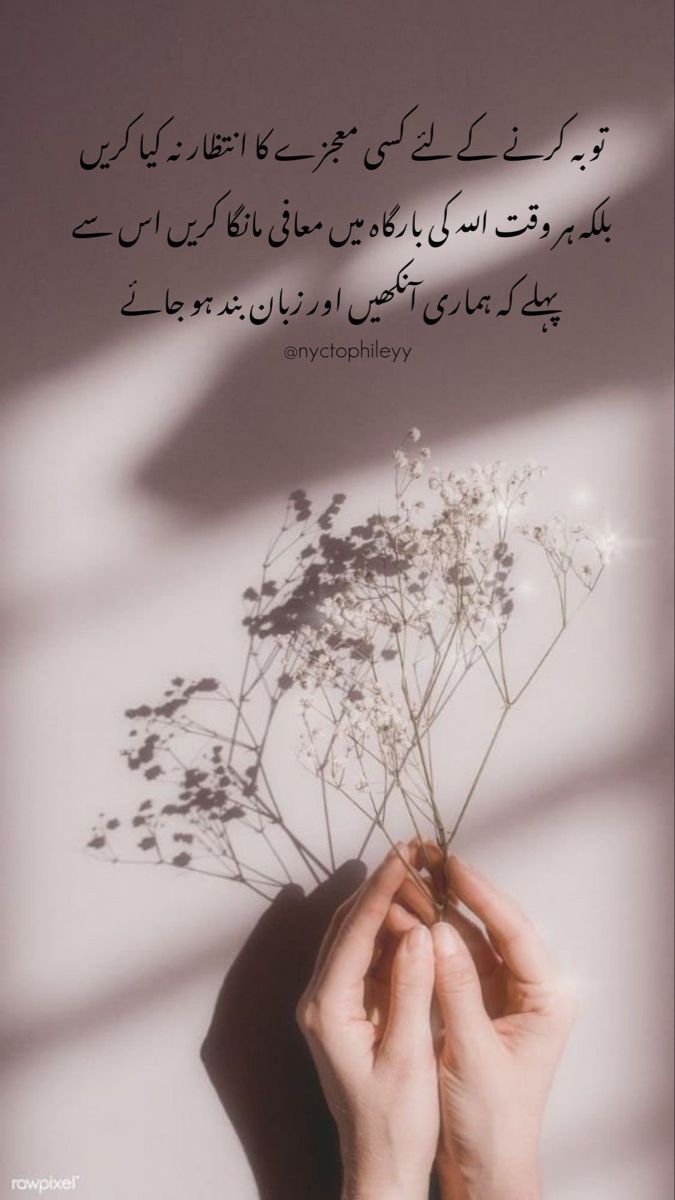 توبہ کرنے کے لئے کسی معجزے کا انتظار نہ کیا کریں
بلکہ ہر وقت اللہ کی بارگاہ میں معافی مانگا کریں اس سے
پہلے کہ ہماری آنکھیں اور زبان بند ہو جائے
@nyctophileyy
rawpixel